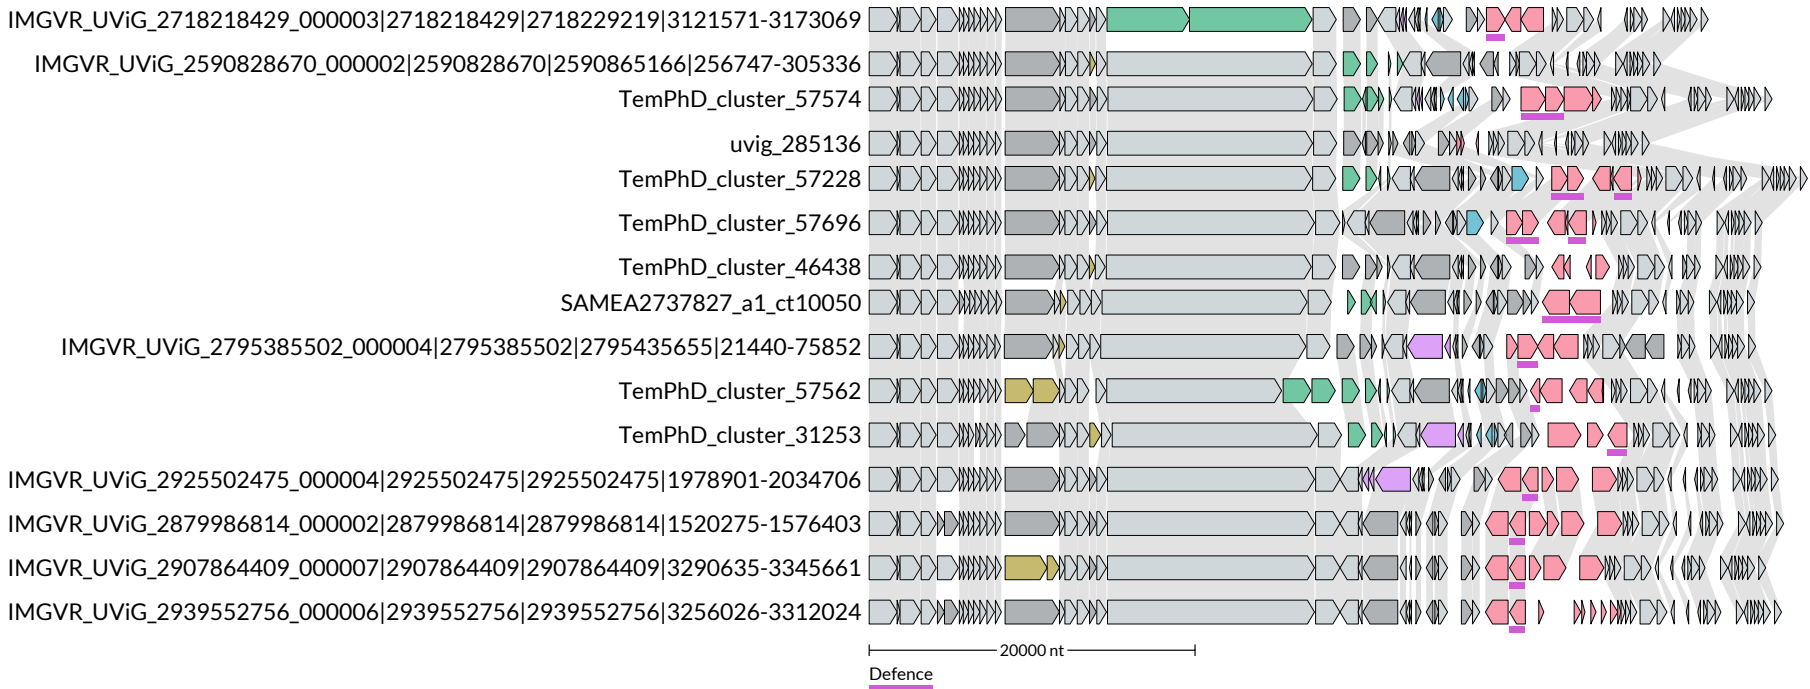 IMGVR_UViG_2718218429_000003|2718218429|2718229219|3121571-3173069
IMGVR_UViG_2590828670_000002|2590828670|2590865166|256747-305336
TemPhD_cluster_57574
uvig_285136
TemPhD_cluster_57228
TemPhD_cluster_57696
TemPhD_cluster_46438
SAMEA2737827_a1_ct10050
IMGVR_UViG_2795385502_000004|2795385502|2795435655|21440-75852
TemPhD_cluster_57562
TemPhD_cluster_31253
IMGVR_UViG_2925502475_000004|2925502475|2925502475|1978901-2034706
IMGVR_UViG_2879986814_000002|2879986814|2879986814|1520275-1576403
IMGVR_UViG_2907864409_000007|2907864409|2907864409|3290635-3345661
IMGVR_UViG_2939552756_000006|2939552756|2939552756|3256026-3312024
20000 nt
Defence